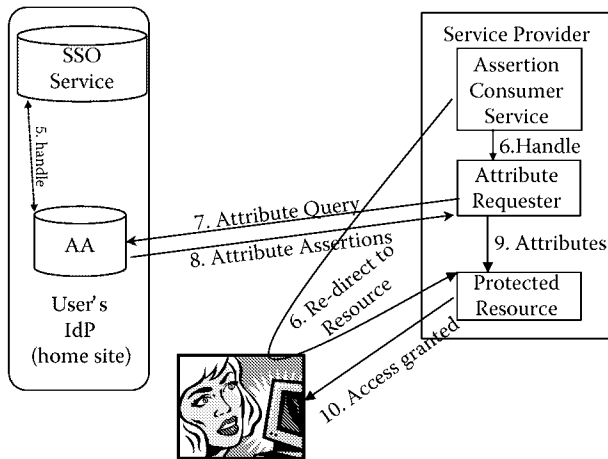 SSO
Service
5. handle
AA
User's
IdP
(home site)
Service Provider
Assertion
Consumer
Service
6.Handle
Attribute
Requester
7. Attribute Query
8. Attribute Assertions
9. Attributes
Protected
Resource
6. Re-direct to
Resource
10. Access granted